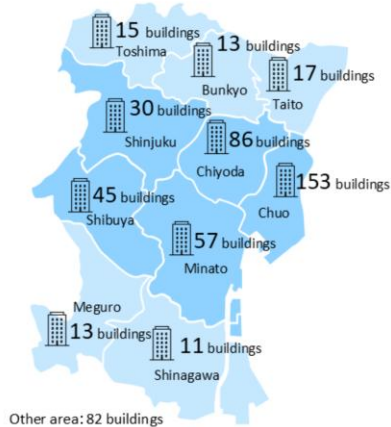 15 buildings
Toshima
13 buildings
Bunkyo
17 buildings
Taito
30 buildings
Shinjuku
86 buildings
Chiyoda
153 buildings
Chuo
45 buildings
Shibuya
57 buildings
Minato
Meguro
13 buildings
11 buildings
Shinagawa
Other area: 82 buildings